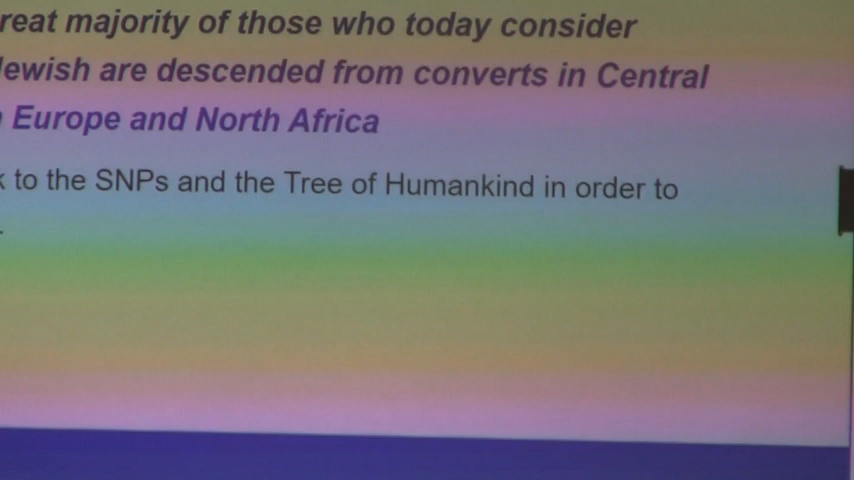 reat majority of those who today consider
Jewish are descended from converts in Central
Europe and North Africa
to the SNPs and the Tree of Humankind in order to
.